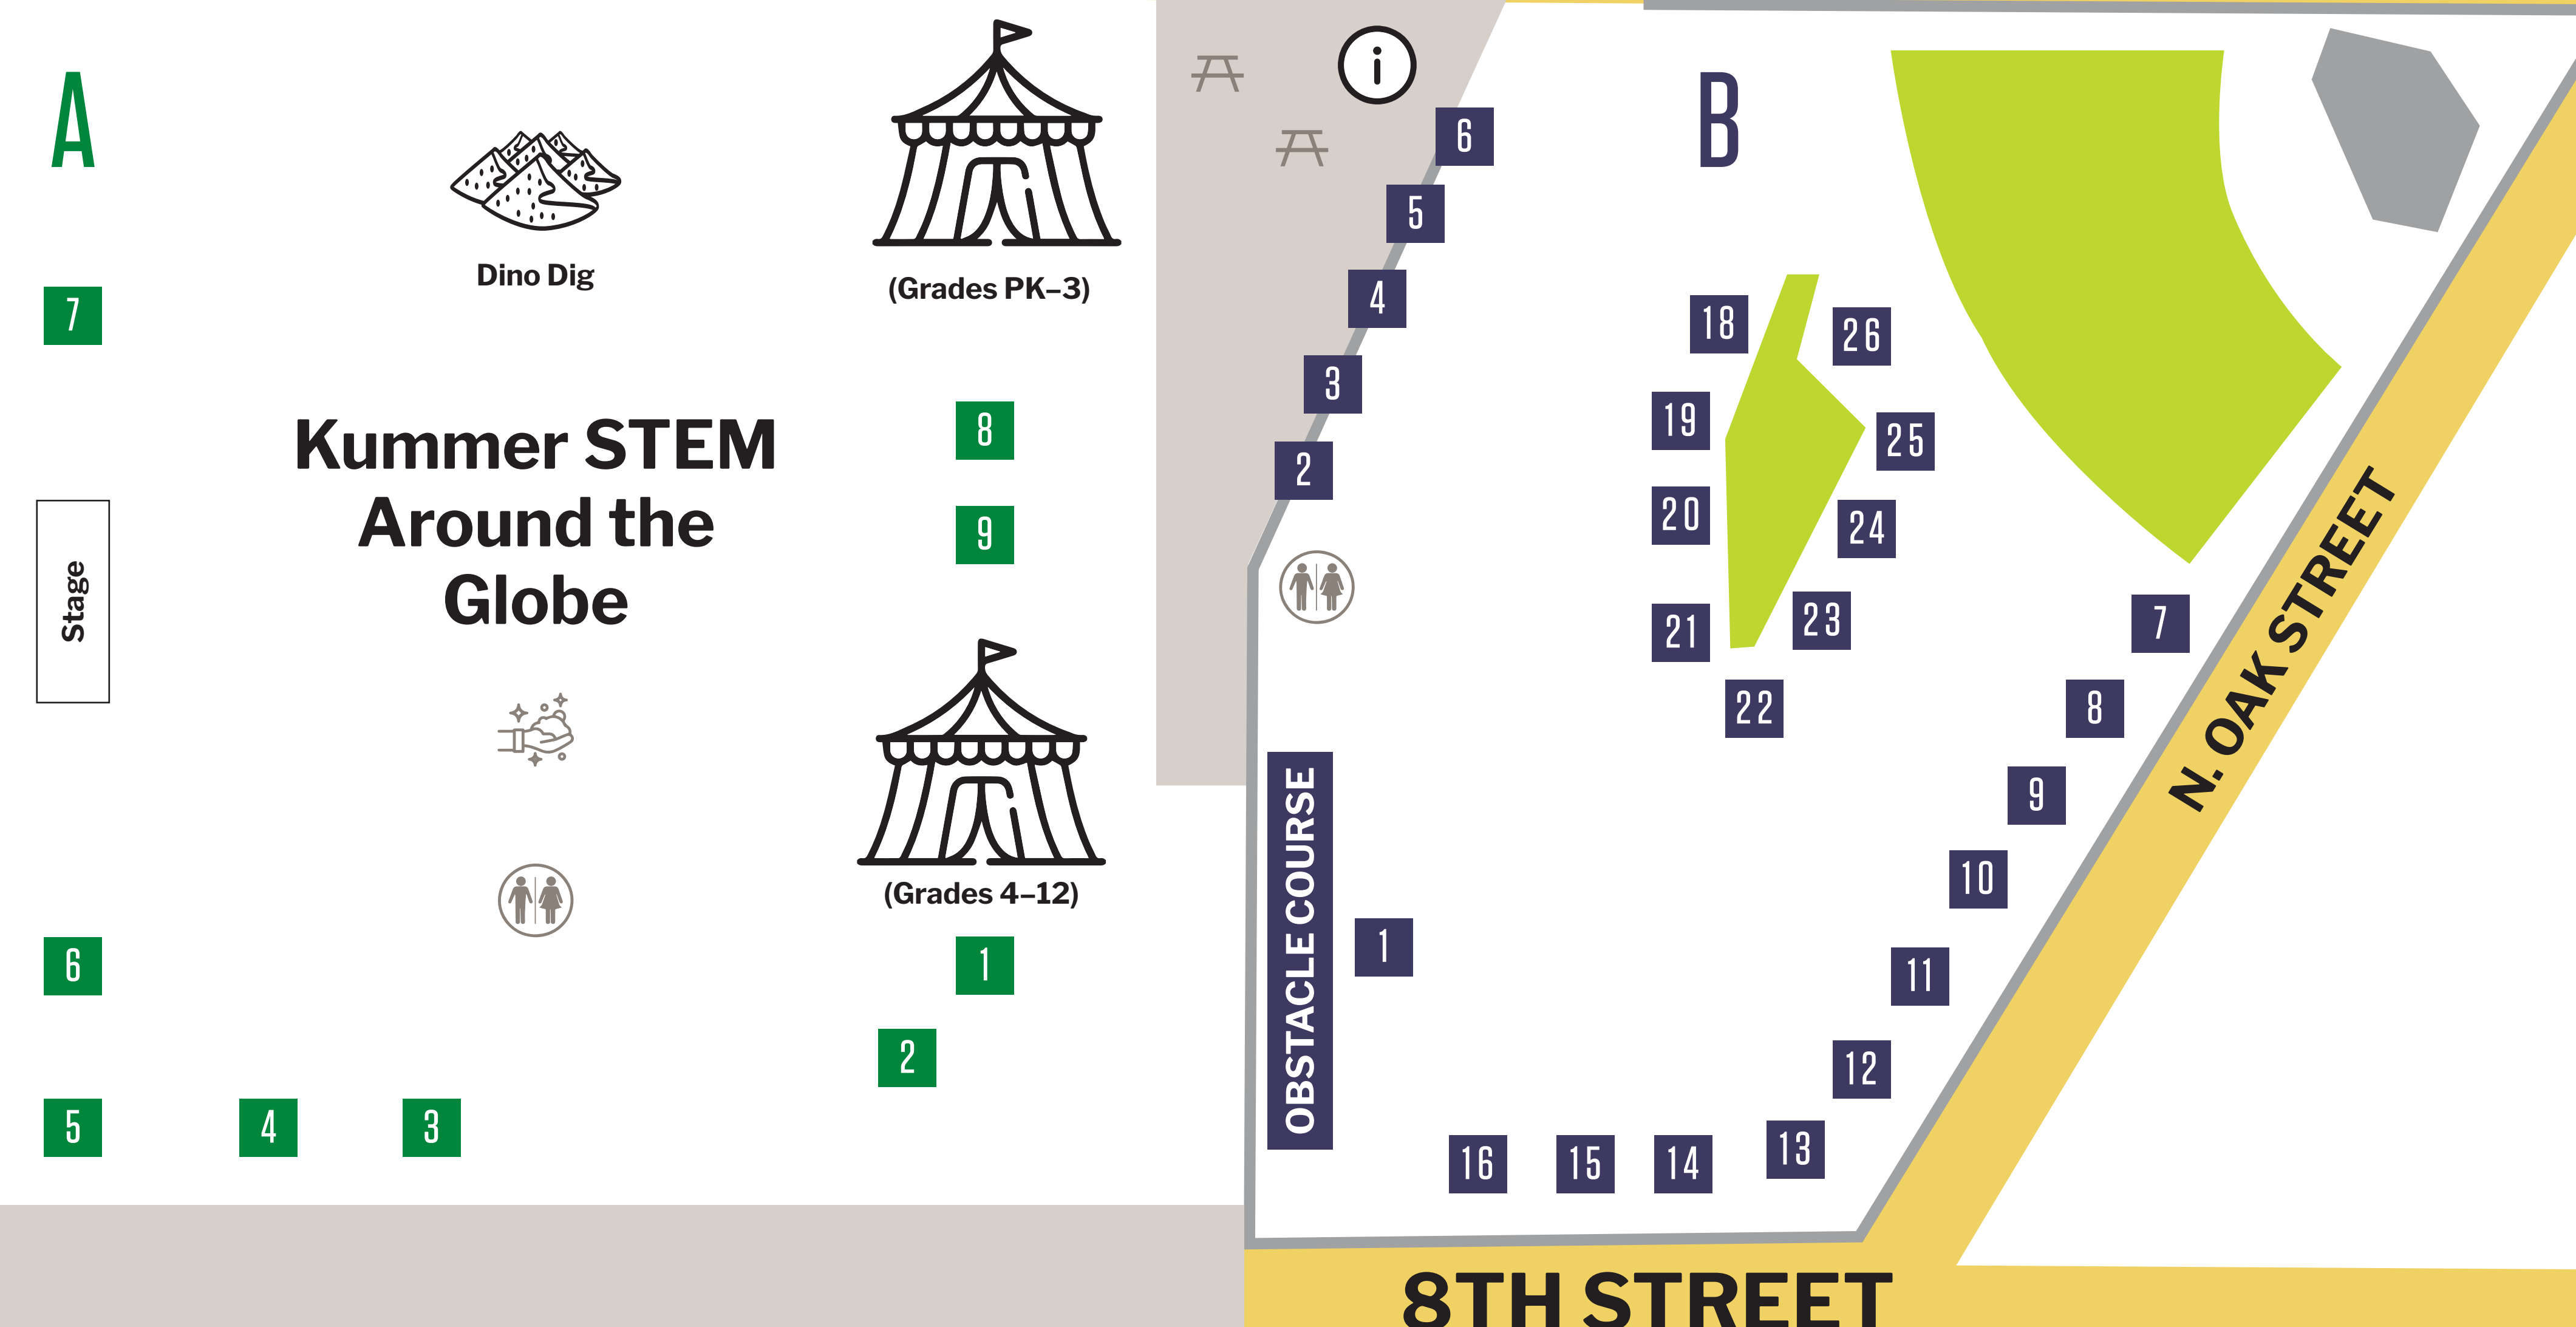 A
7
Dino Dig
(Grades PK–3)
Kummer STEM
Around the
Globe
8
9
Stage
(Grades 4–12)
6
1
2
5
4
3
i
B
6
5
4
3
2
18
26
19
25
20
24
21
23
22
7
8
9
10
11
12
13
14
15
16
1
OBSTACLE COURSE
N. OAK STREET
8TH STREET